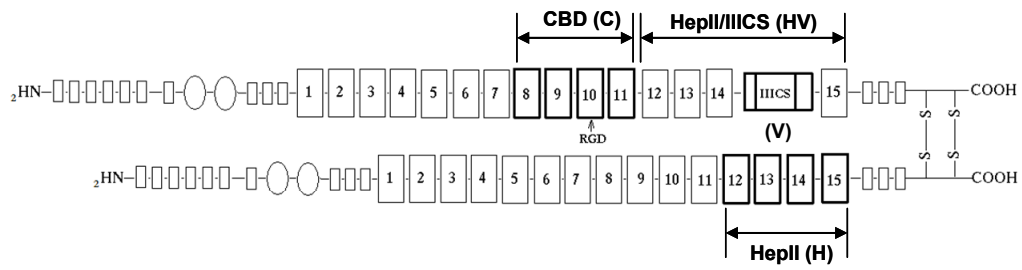 CBD (C) HepII/IIICS (HV)
2HN 1 2 3 4 5 6 7 8 9 10 11 12 13 14 IIICS 15 COOH
RGD
(V)
S S
S S
2HN 1 2 3 4 5 6 7 8 9 10 11 12 13 14 15 COOH
HepII (H)